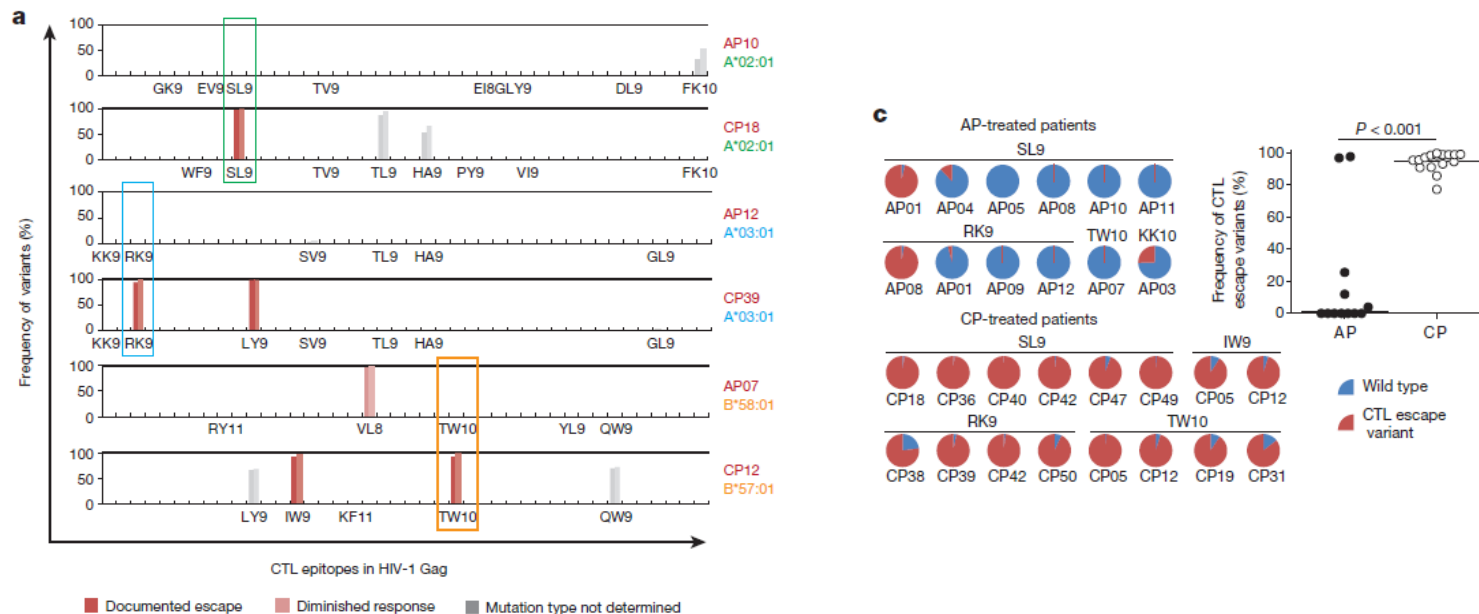 a
Frequency of variants (%)
100
50
0
AP10
A*02:01
GK9 EV9 SL9 TV9 EI8GLY9 DL9 FK10
100
50
0
CP18
A*02:01
WF9 SL9 TV9 TL9 HA9 PY9 VI9 FK10
100
50
0
AP12
A*03:01
KK9 RK9 SV9 TL9 HA9 GL9
100
50
0
CP39
A*03:01
KK9 RK9 LY9 SV9 TL9 HA9 GL9
100
50
0
AP07
B*58:01
RY11 VL8 TW10 YL9 QW9
100
50
0
CP12
B*57:01
LY9 IW9 KF11 TW10 QW9
CTL epitopes in HIV-1 Gag
Documented escape Diminished response Mutation type not determined
c
AP-treated patients
SL9
AP01 AP04 AP05 AP08 AP10 AP11
RK9 TW10 KK10
AP08 AP01 AP09 AP12 AP07 AP03
CP-treated patients
SL9 IW9
CP18 CP36 CP40 CP42 CP47 CP49 CP05 CP12
RK9 TW10
CP38 CP39 CP42 CP50 CP05 CP12 CP19 CP31
P < 0.001
Frequency of CTL
escape variants (%)
100
80
60
40
20
0
AP CP
Wild type
CTL escape
variant